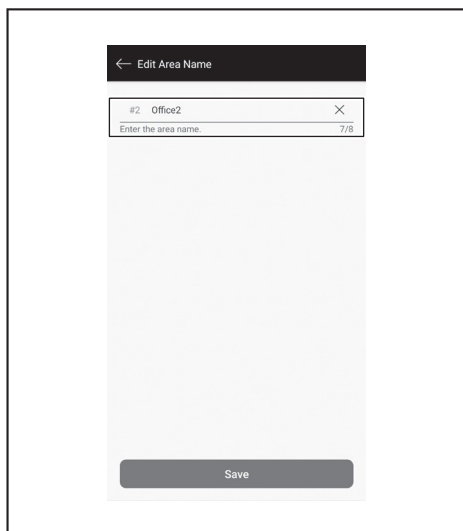 ← Edit Area Name
#2 Office2 ×
Enter the area name. 7/8
Save